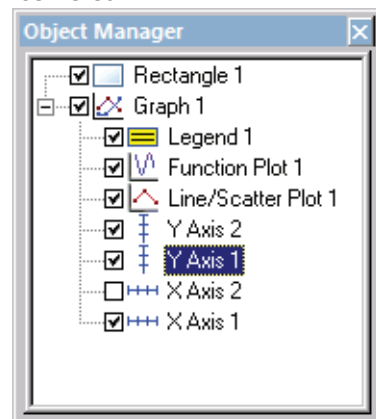 Object Manager
Rectangle 1
Graph 1
Legend 1
Function Plot 1
Line/Scatter Plot 1
Y Axis 2
Y Axis 1
X Axis 2
X Axis 1